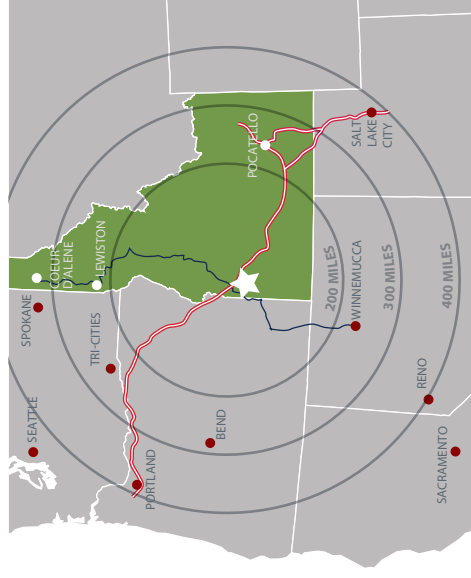 SPOKANE
COEUR
D'ALENE
SEATTLE
TRI-CITIES
LEWISTON
PORTLAND
BEND
POCATELLO
200 MILES
WINNEMUCCA
300 MILES
SALT
LAKE
CITY
RENO
400 MILES
SACRAMENTO